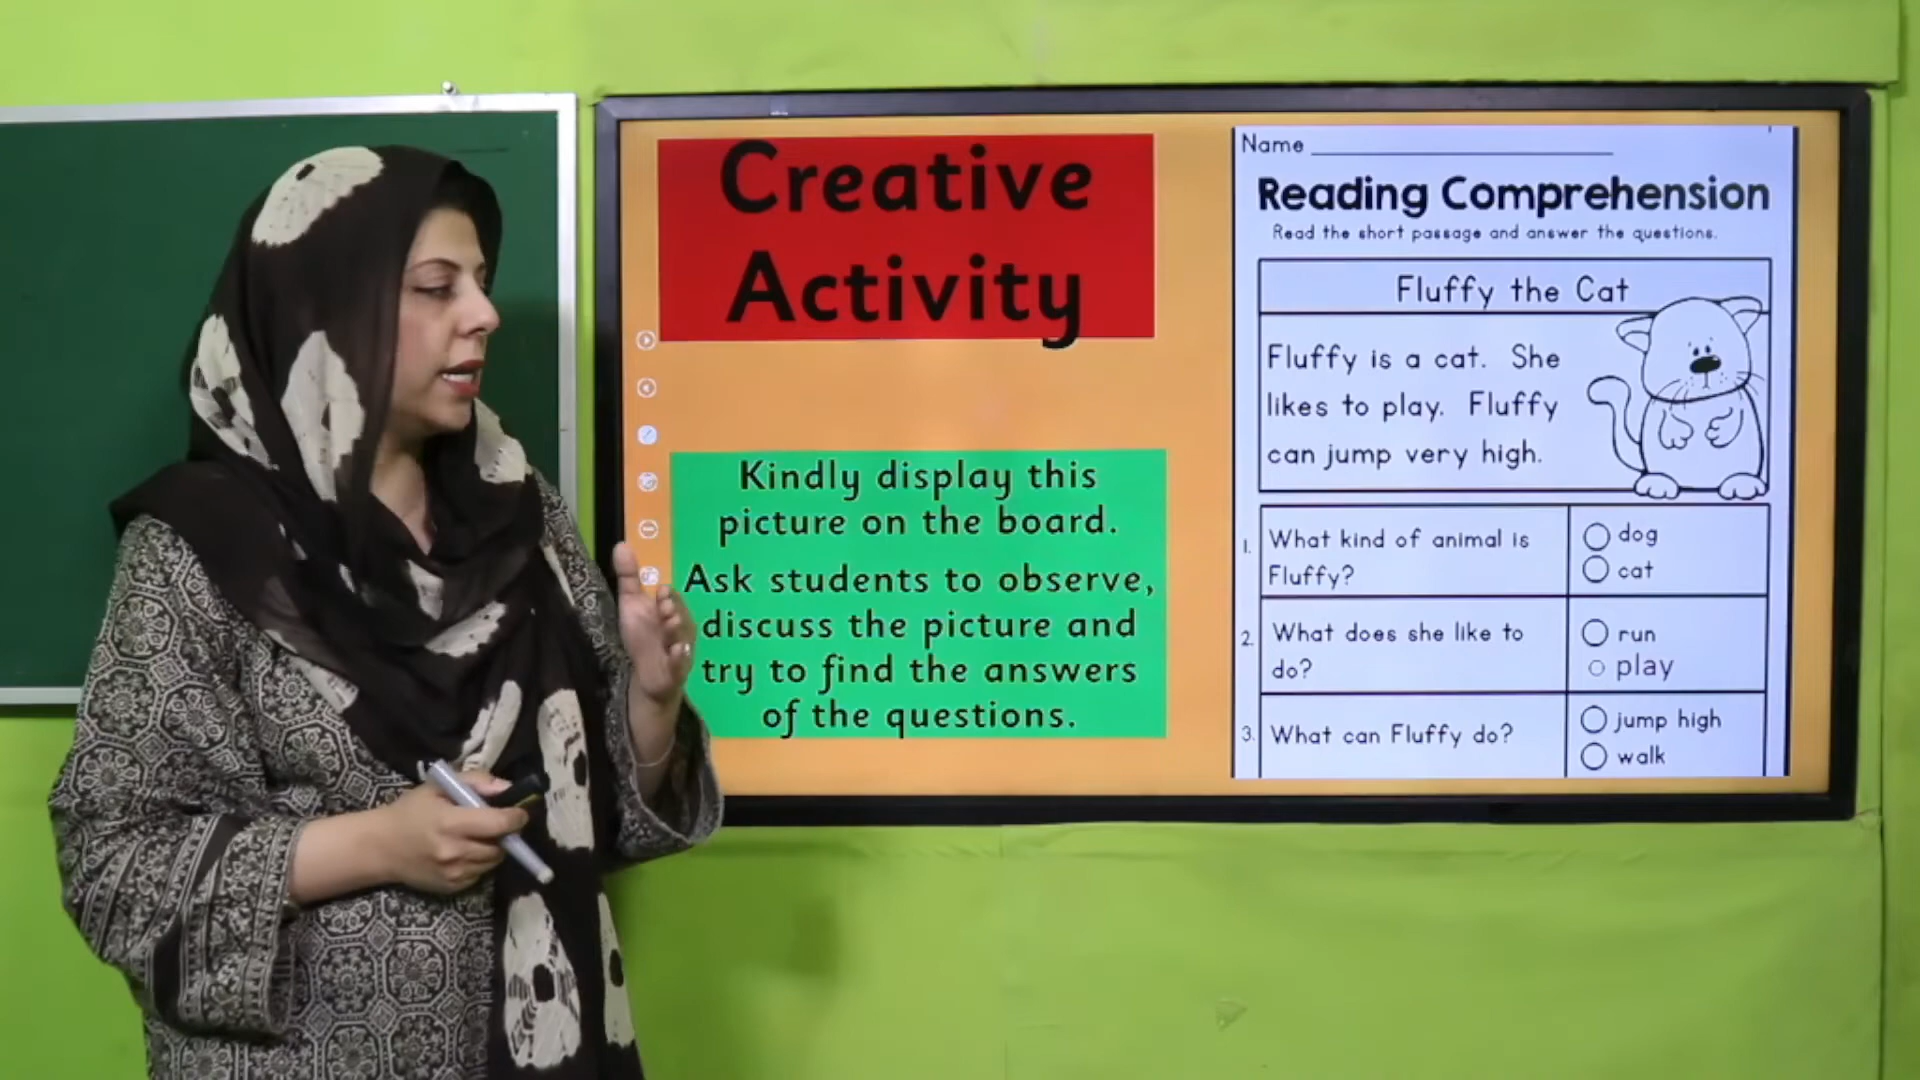 Creative
Activity
Kindly display this
picture on the board.
Ask students to observe,
discuss the picture and
try to find the answers
of the questions.
Name
Reading Comprehension
Read the short passage and answer the questions.
Fluffy the Cat
Fluffy is a cat. She
likes to play. Fluffy
can jump very high.
1. What kind of animal is
Fluffy?
dog
cat
2. What does she like to
do?
run
play
3. What can Fluffy do?
jump high
walk